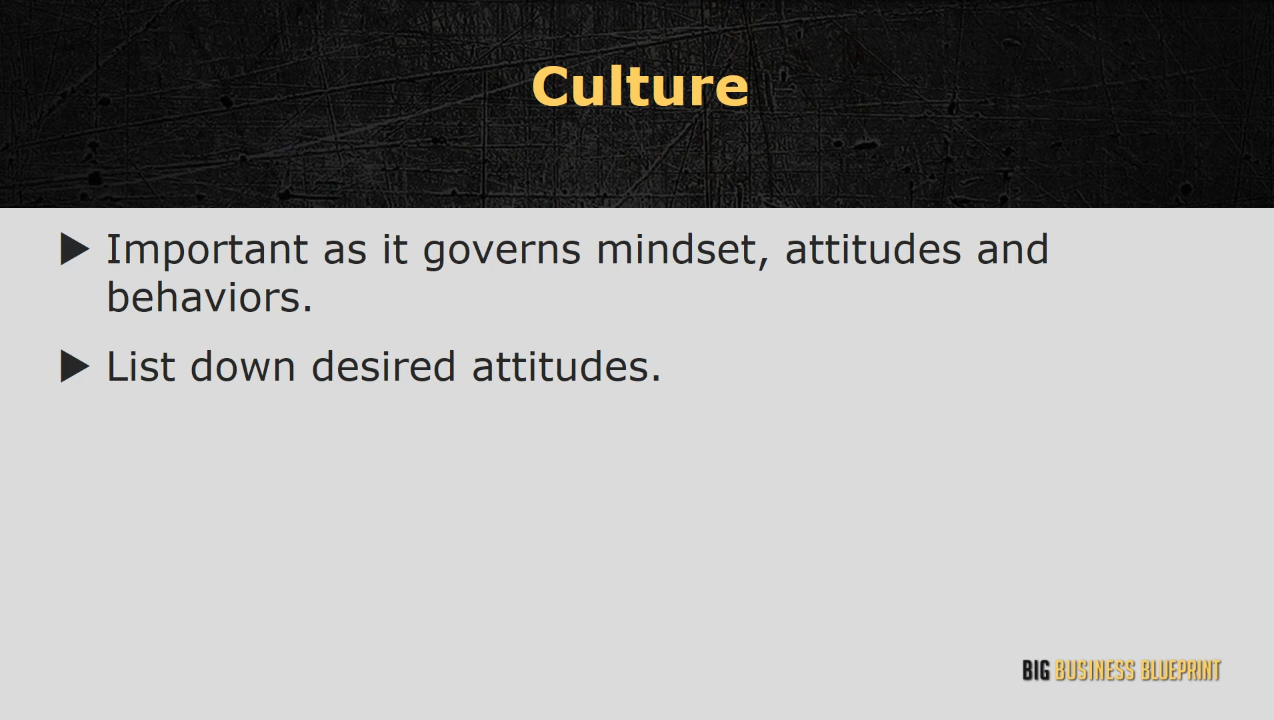 Culture
▶ Important as it governs mindset, attitudes and
behaviors.
▶ List down desired attitudes.
BIG BUSINESS BLUEPRINT